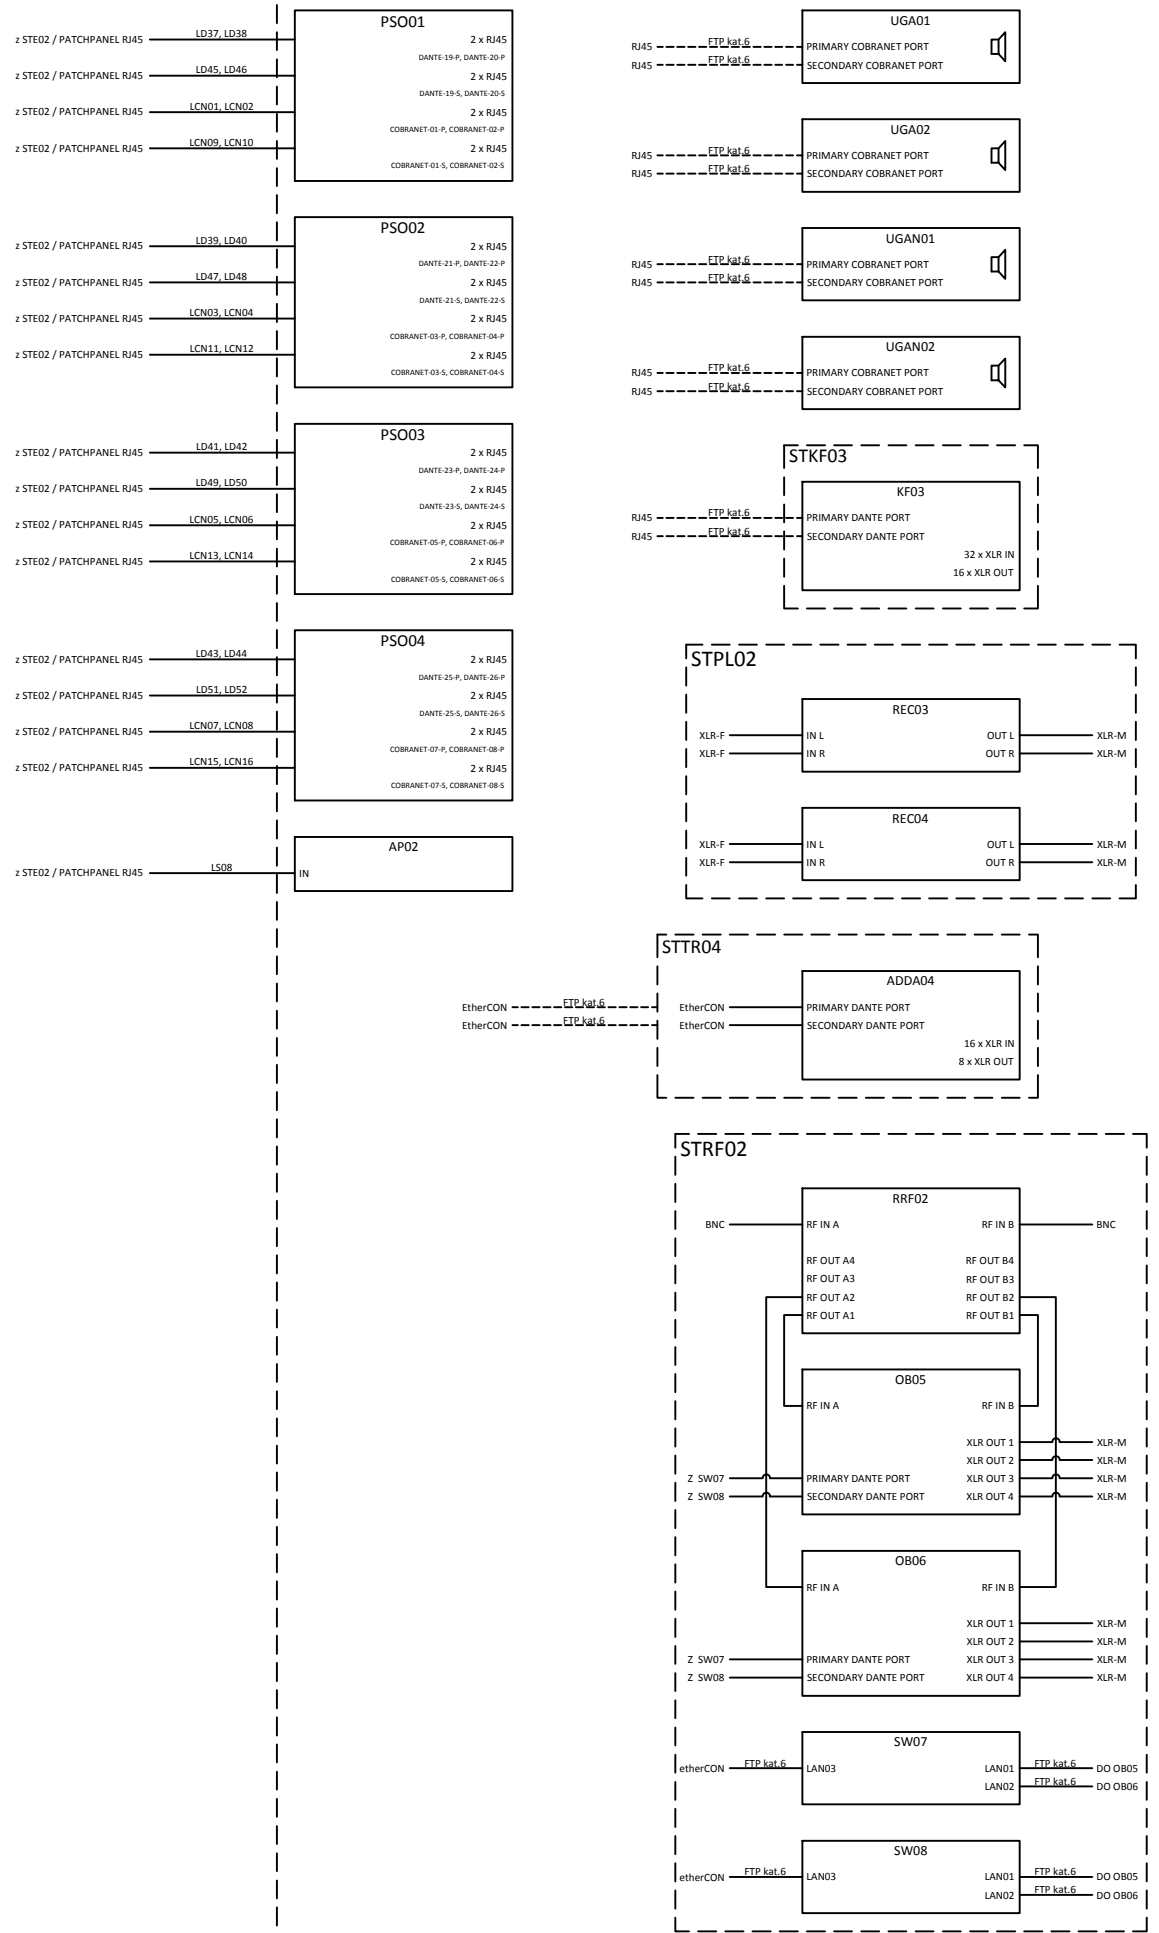 PSO01
z STE02 / PATCHPANEL RJ45 LD37, LD38 2 x RJ45
DANTE-19-P, DANTE-20-P
z STE02 / PATCHPANEL RJ45 LD45, LD46 2 x RJ45
DANTE-19-S, DANTE-20-S
z STE02 / PATCHPANEL RJ45 LCN01, LCN02 2 x RJ45
COBRANET-01-P, COBRANET-02-P
z STE02 / PATCHPANEL RJ45 LCN09, LCN10 2 x RJ45
COBRANET-01-S, COBRANET-02-S
PSO02
z STE02 / PATCHPANEL RJ45 LD39, LD40 2 x RJ45
DANTE-21-P, DANTE-22-P
z STE02 / PATCHPANEL RJ45 LD47, LD48 2 x RJ45
DANTE-21-S, DANTE-22-S
z STE02 / PATCHPANEL RJ45 LCN03, LCN04 2 x RJ45
COBRANET-03-P, COBRANET-04-P
z STE02 / PATCHPANEL RJ45 LCN11, LCN12 2 x RJ45
COBRANET-03-S, COBRANET-04-S
PSO03
z STE02 / PATCHPANEL RJ45 LD41, LD42 2 x RJ45
DANTE-23-P, DANTE-24-P
z STE02 / PATCHPANEL RJ45 LD49, LD50 2 x RJ45
DANTE-23-S, DANTE-24-S
z STE02 / PATCHPANEL RJ45 LCN05, LCN06 2 x RJ45
COBRANET-05-P, COBRANET-06-P
z STE02 / PATCHPANEL RJ45 LCN13, LCN14 2 x RJ45
COBRANET-05-S, COBRANET-06-S
PSO04
z STE02 / PATCHPANEL RJ45 LD43, LD44 2 x RJ45
DANTE-25-P, DANTE-26-P
z STE02 / PATCHPANEL RJ45 LD51, LD52 2 x RJ45
DANTE-25-S, DANTE-26-S
z STE02 / PATCHPANEL RJ45 LCN07, LCN08 2 x RJ45
COBRANET-07-P, COBRANET-08-P
z STE02 / PATCHPANEL RJ45 LCN15, LCN16 2 x RJ45
COBRANET-07-S, COBRANET-08-S
AP02
z STE02 / PATCHPANEL RJ45 LS08 IN
UGA01
RJ45 FTP kat.6 PRIMARY COBRANET PORT
RJ45 FTP kat.6 SECONDARY COBRANET PORT
UGA02
RJ45 FTP kat.6 PRIMARY COBRANET PORT
RJ45 FTP kat.6 SECONDARY COBRANET PORT
UGAN01
RJ45 FTP kat.6 PRIMARY COBRANET PORT
RJ45 FTP kat.6 SECONDARY COBRANET PORT
UGAN02
RJ45 FTP kat.6 PRIMARY COBRANET PORT
RJ45 FTP kat.6 SECONDARY COBRANET PORT
STKF03
KF03
RJ45 FTP kat.6 PRIMARY DANTE PORT
RJ45 FTP kat.6 SECONDARY DANTE PORT
32 x XLR IN
16 x XLR OUT
STPL02
REC03
XLR-F IN L OUT L XLR-M
XLR-F IN R OUT R XLR-M
REC04
XLR-F IN L OUT L XLR-M
XLR-F IN R OUT R XLR-M
STTR04
ADDA04
EtherCON FTP kat.6 EtherCON PRIMARY DANTE PORT
EtherCON FTP kat.6 EtherCON SECONDARY DANTE PORT
16 x XLR IN
8 x XLR OUT
STRF02
RRF02
BNC RF IN A RF IN B BNC
RF OUT A4 RF OUT B4
RF OUT A3 RF OUT B3
RF OUT A2 RF OUT B2
RF OUT A1 RF OUT B1
OB05
RF IN A RF IN B
XLR OUT 1 XLR-M
XLR OUT 2 XLR-M
Z SW07 PRIMARY DANTE PORT XLR OUT 3 XLR-M
Z SW08 SECONDARY DANTE PORT XLR OUT 4 XLR-M
OB06
RF IN A RF IN B
XLR OUT 1 XLR-M
XLR OUT 2 XLR-M
Z SW07 PRIMARY DANTE PORT XLR OUT 3 XLR-M
Z SW08 SECONDARY DANTE PORT XLR OUT 4 XLR-M
SW07
etherCON FTP kat.6 LAN03 LAN01 FTP kat.6 DO OB05
LAN02 FTP kat.6 DO OB06
SW08
etherCON FTP kat.6 LAN03 LAN01 FTP kat.6 DO OB05
LAN02 FTP kat.6 DO OB06